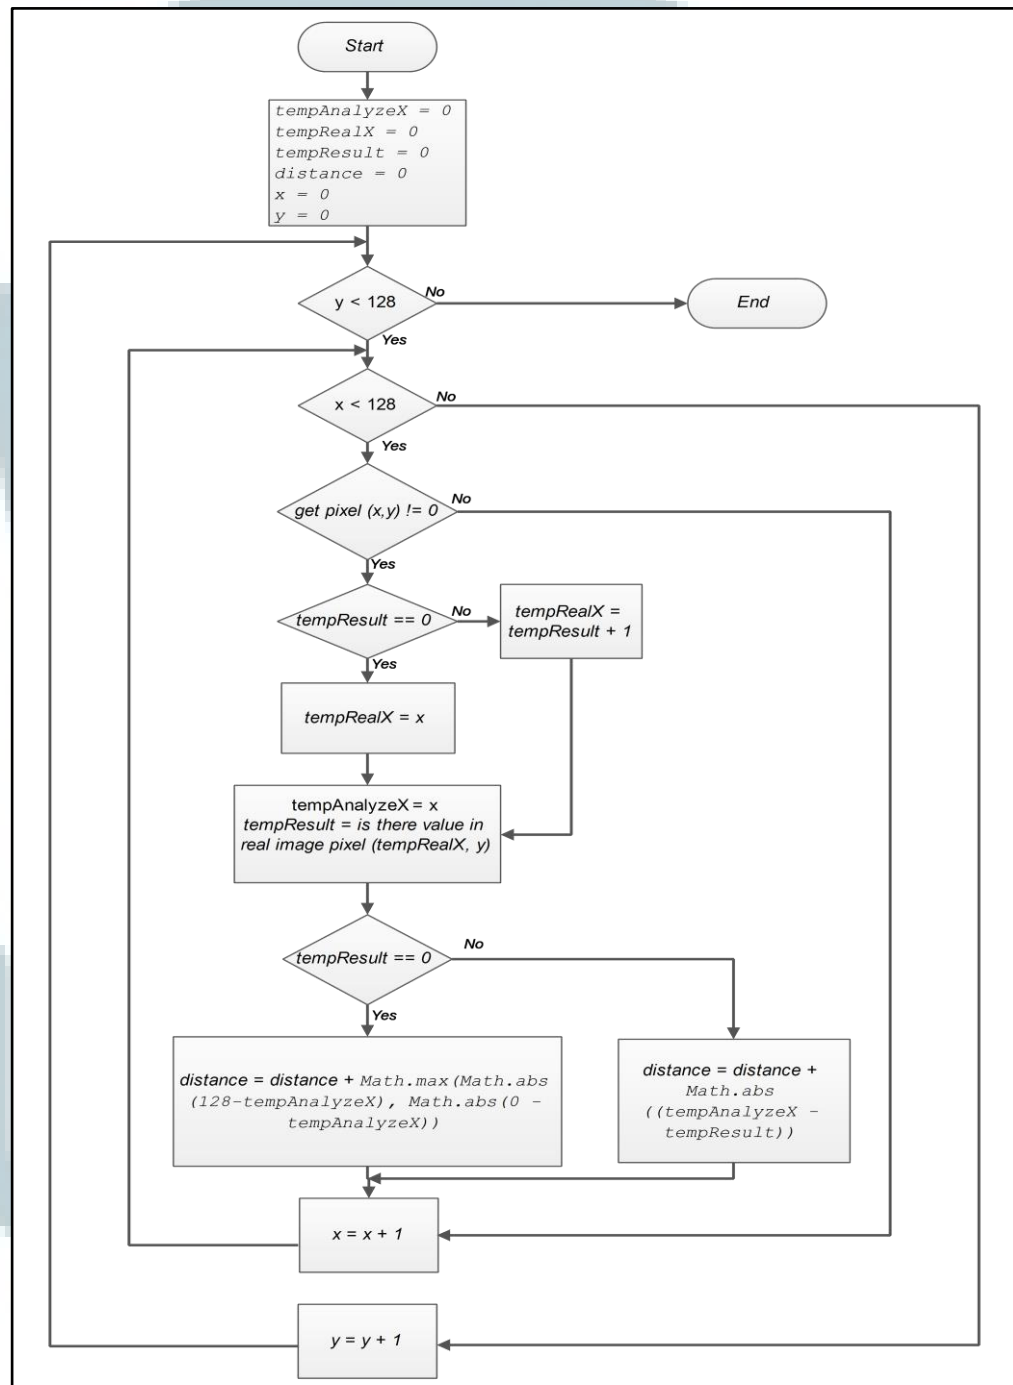 Start
tempAnalyzeX = 0
tempRealX = 0
tempResult = 0
distance = 0
x = 0
y = 0
y < 128
No
End
Yes
x < 128
No
Yes
get pixel (x,y) != 0
No
Yes
tempResult == 0
No
tempRealX =
tempResult + 1
Yes
tempRealX = x
tempAnalyzeX = x
tempResult = is there value in
real image pixel (tempRealX, y)
tempResult == 0
No
Yes
distance = distance + Math.max(Math.abs
(128-tempAnalyzeX), Math.abs(0 -
tempAnalyzeX))
distance = distance +
Math.abs
((tempAnalyzeX -
tempResult))
x = x + 1
y = y + 1